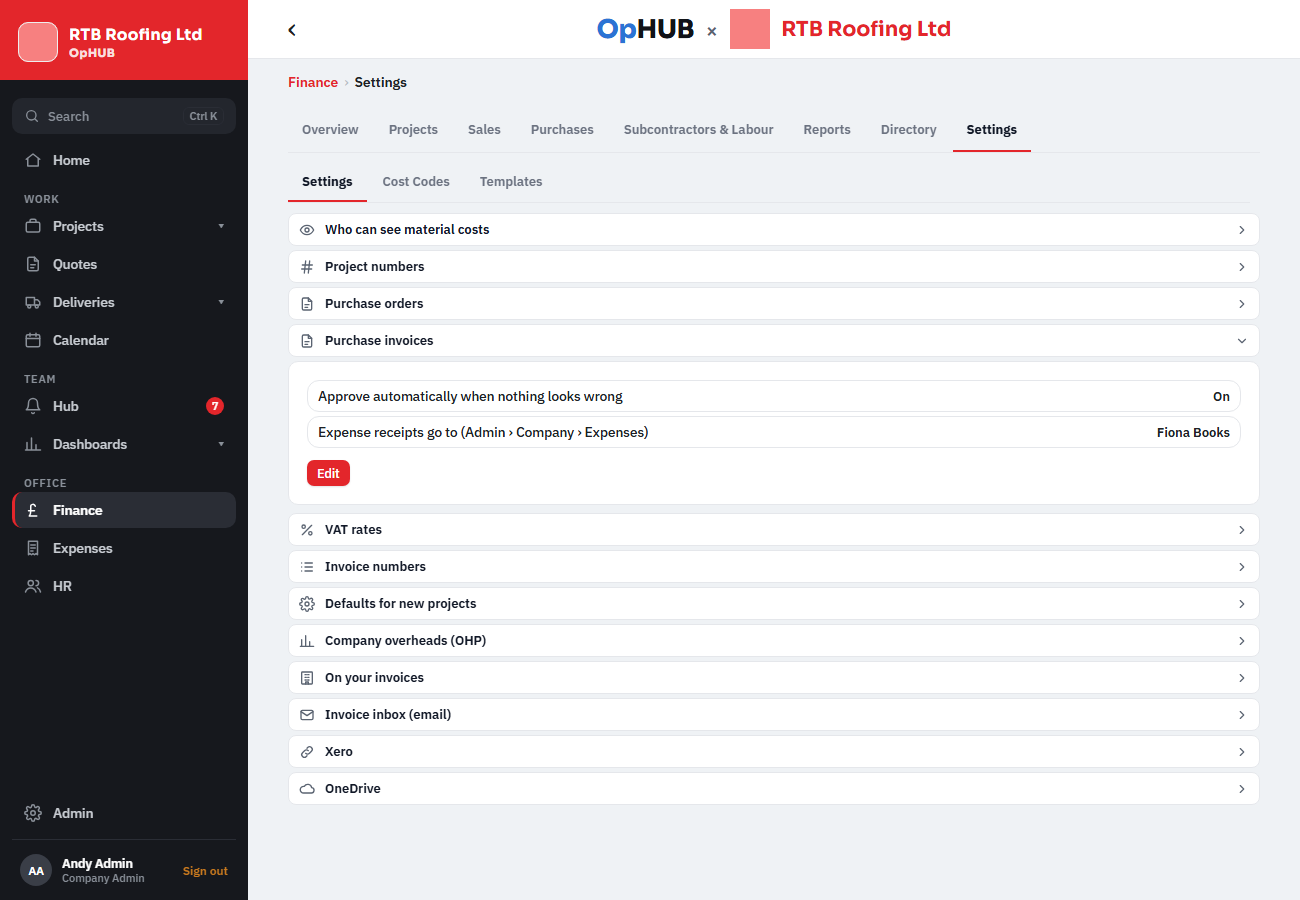 RTB Roofing Ltd
OpHUB
Search Ctrl K
Home
WORK
Projects
Quotes
Deliveries
Calendar
TEAM
Hub 7
Dashboards
OFFICE
£ Finance
Expenses
HR
Admin
AA Andy Admin
Company Admin
Sign out
OpHUB × RTB Roofing Ltd
Finance › Settings
Overview Projects Sales Purchases Subcontractors & Labour Reports Directory Settings
Settings Cost Codes Templates
Who can see material costs
# Project numbers
Purchase orders
Purchase invoices
Approve automatically when nothing looks wrong On
Expense receipts go to (Admin › Company › Expenses) Fiona Books
Edit
% VAT rates
Invoice numbers
Defaults for new projects
Company overheads (OHP)
On your invoices
Invoice inbox (email)
Xero
OneDrive